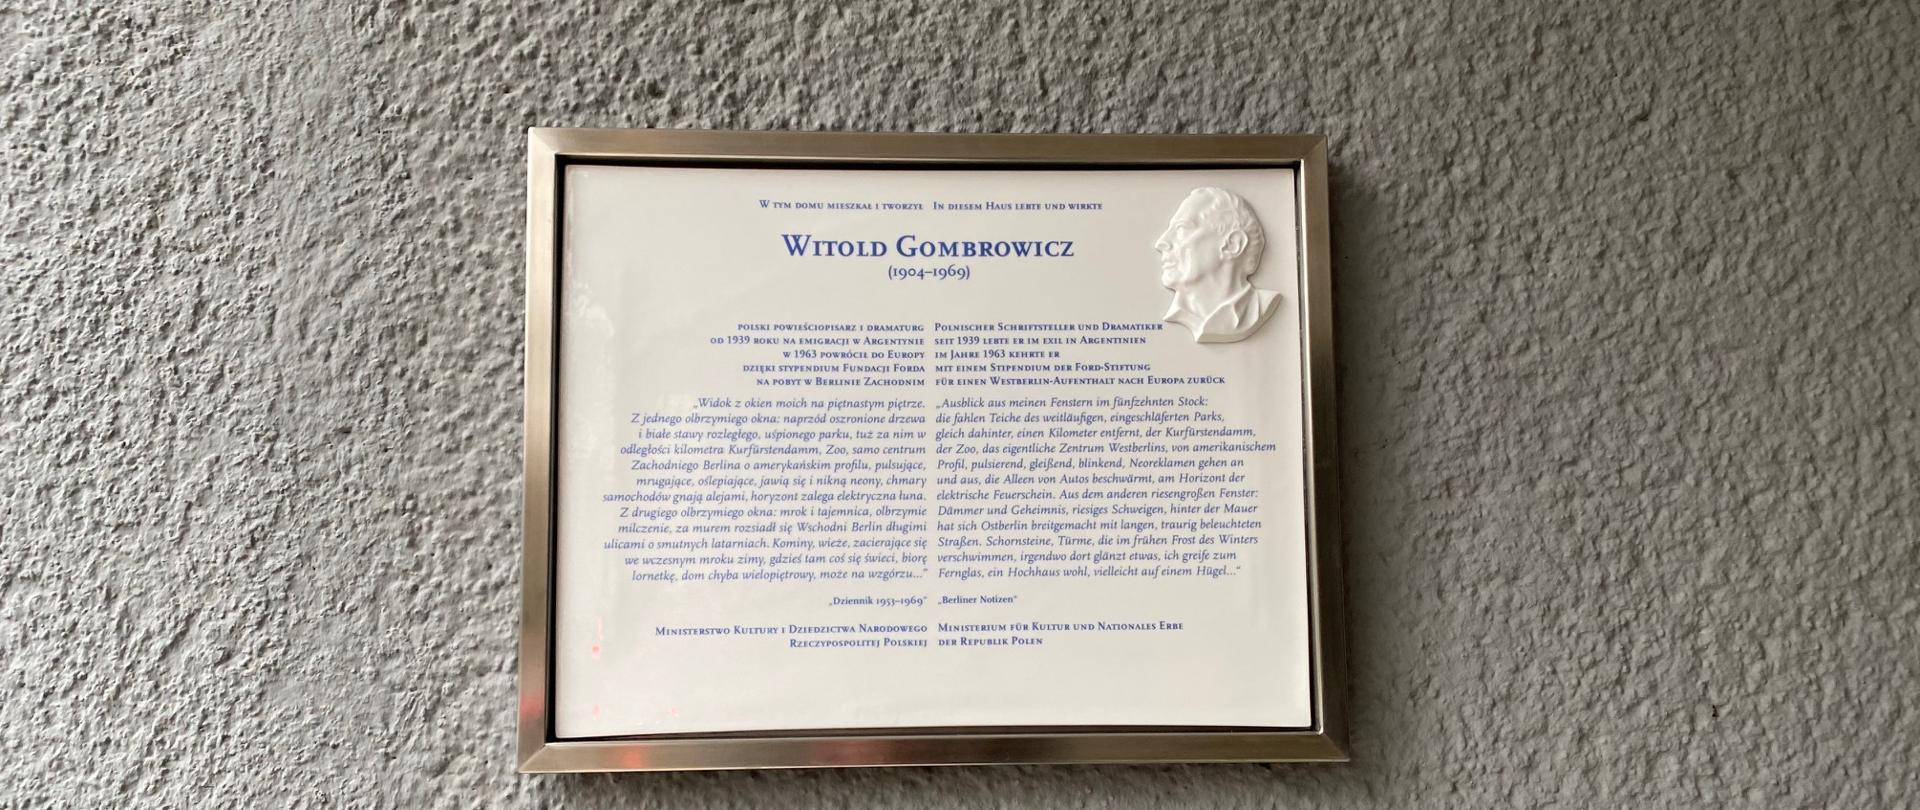 W tym domu mieszkał i tworzył In diesem Haus lebte und wirkte
Witold Gombrowicz
(1904–1969)
polski powieściopisarz i dramaturg
od 1939 roku na emigracji w Argentynie
w 1963 powrócił do Europy
dzięki stypendium Fundacji Forda
na pobyt w Berlinie Zachodnim
„Widok z okien moich na piętnastym piętrze.
Z jednego olbrzymiego okna: naprzód oszronione drzewa
i białe stawy rozległego, uśpionego parku, tuż za nim w
odległości kilometra Kurfürstendamm, Zoo, samo centrum
Zachodniego Berlina o amerykańskim profilu, pulsujące,
mrugające, oślepiające, jawią się i nikną neony, chmary
samochodów gnają alejami, horyzont zalega elektryczna łuna.
Z drugiego olbrzymiego okna: mrok i tajemnica, olbrzymie
milczenie, za murem rozsiadł się Wschodni Berlin długimi
ulicami o smutnych latarniach. Kominy, wieże, zacierające się
we wczesnym mroku zimy, gdzieś tam coś się świeci, biorę
lornetkę, dom chyba wielopiętrowy, może na wzgórzu...”
„Dziennik 1953–1969”
Ministerstwo Kultury i Dziedzictwa Narodowego
Rzeczypospolitej Polskiej
Polnischer Schriftsteller und Dramatiker
seit 1939 lebte er im Exil in Argentinien
im Jahre 1963 kehrte er
mit einem Stipendium der Ford-Stiftung
für einen Westberlin-Aufenthalt nach Europa zurück
„Ausblick aus meinen Fenstern im fünfzehnten Stock:
die fahlen Teiche des weitläufigen, eingeschläferten Parks,
gleich dahinter, einen Kilometer entfernt, der Kurfürstendamm,
der Zoo, das eigentliche Zentrum Westberlins, von amerikanischem
Profil, pulsierend, gleißend, blinkend, Neoreklamen gehen an
und aus, die Alleen von Autos beschwärmt, am Horizont der
elektrische Feuerschein. Aus dem anderen riesengroßen Fenster:
Dämmer und Geheimnis, riesiges Schweigen, hinter der Mauer
hat sich Ostberlin breitgemacht mit langen, traurig beleuchteten
Straßen. Schornsteine, Türme, die im frühen Frost des Winters
verschwimmen, irgendwo dort glänzt etwas, ich greife zum
Fernglas, ein Hochhaus wohl, vielleicht auf einem Hügel...“
„Berliner Notizen“
Ministerium für Kultur und Nationales Erbe
der Republik Polen